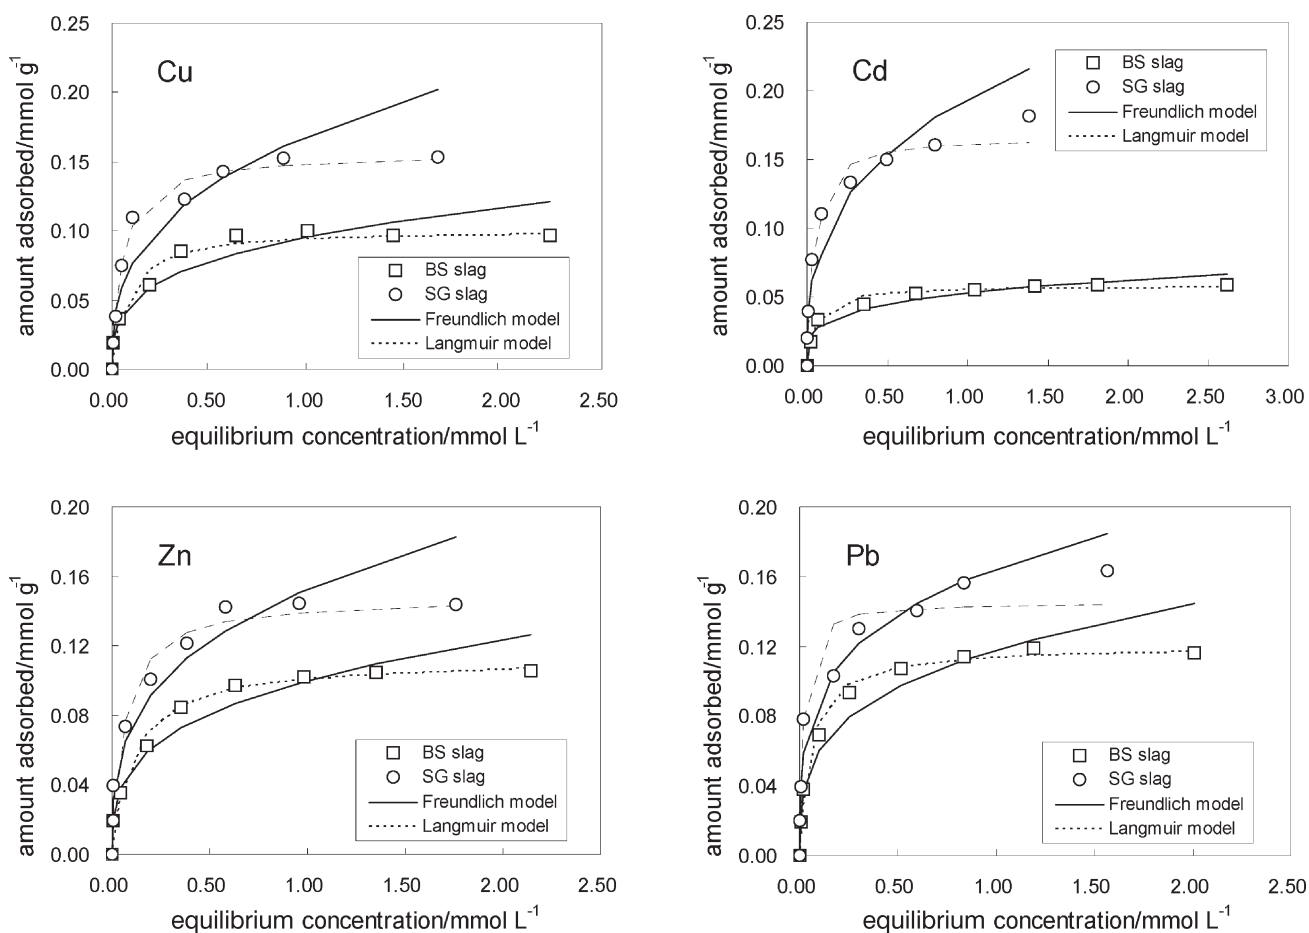 Cu
amount adsorbed/mmol g-1
0.25
0.20
0.15
0.10
0.05
0.00
BS slag
SG slag
Freundlich model
Langmuir model
0.00 0.50 1.00 1.50 2.00 2.50
equilibrium concentration/mmol L-1
Cd
amount adsorbed/mmol g-1
0.25
0.20
0.15
0.10
0.05
0.00
BS slag
SG slag
Freundlich model
Langmuir model
0.00 0.50 1.00 1.50 2.00 2.50 3.00
equilibrium concentration/mmol L-1
Zn
amount adsorbed/mmol g-1
0.20
0.16
0.12
0.08
0.04
0.00
BS slag
SG slag
Freundlich model
Langmuir model
0.00 0.50 1.00 1.50 2.00 2.50
equilibrium concentration/mmol L-1
Pb
amount adsorbed/mmol g-1
0.20
0.16
0.12
0.08
0.04
0.00
BS slag
SG slag
Freundlich model
Langmuir model
0.00 0.50 1.00 1.50 2.00 2.50
equilibrium concentration/mmol L-1